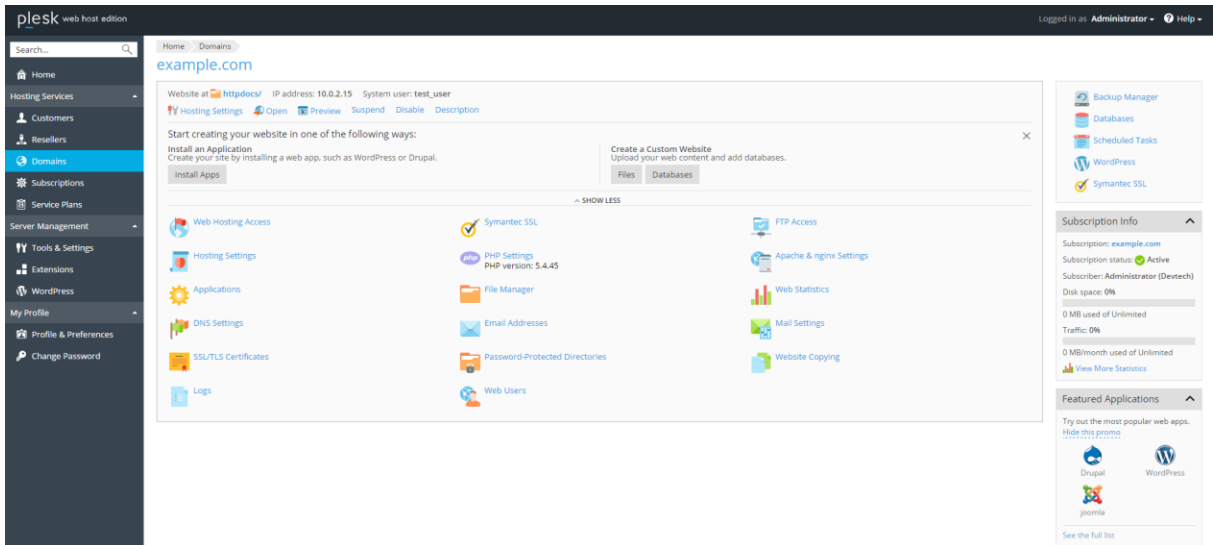 plesk web host edition
Logged in as Administrator Help
Search...
Home
Hosting Services
Customers
Resellers
Domains
Subscriptions
Service Plans
Server Management
Tools & Settings
Extensions
WordPress
My Profile
Profile & Preferences
Change Password
Home Domains
example.com
Website at httpdocs/ IP address: 10.0.2.15 System user: test_user
Hosting Settings Open Preview Suspend Disable Description
Start creating your website in one of the following ways:
Install an Application
Create your site by installing a web app, such as WordPress or Drupal.
Install Apps
Create a Custom Website
Upload your web content and add databases.
Files Databases
SHOW LESS
Web Hosting Access
Symantec SSL
FTP Access
Hosting Settings
php
PHP Settings
PHP version: 5.4.45
Apache & nginx Settings
Applications
File Manager
Web Statistics
DNS Settings
Email Addresses
Mail Settings
SSL/TLS Certificates
Password-Protected Directories
Website Copying
Logs
Web Users
Backup Manager
Databases
Scheduled Tasks
WordPress
Symantec SSL
Subscription Info
Subscription: example.com
Subscription status: Active
Subscriber: Administrator (Devtech)
Disk space: 0%
0 MB used of Unlimited
Traffic: 0%
0 MB/month used of Unlimited
View More Statistics
Featured Applications
Try out the most popular web apps.
Hide this promo
Drupal
WordPress
joomla
See the full list